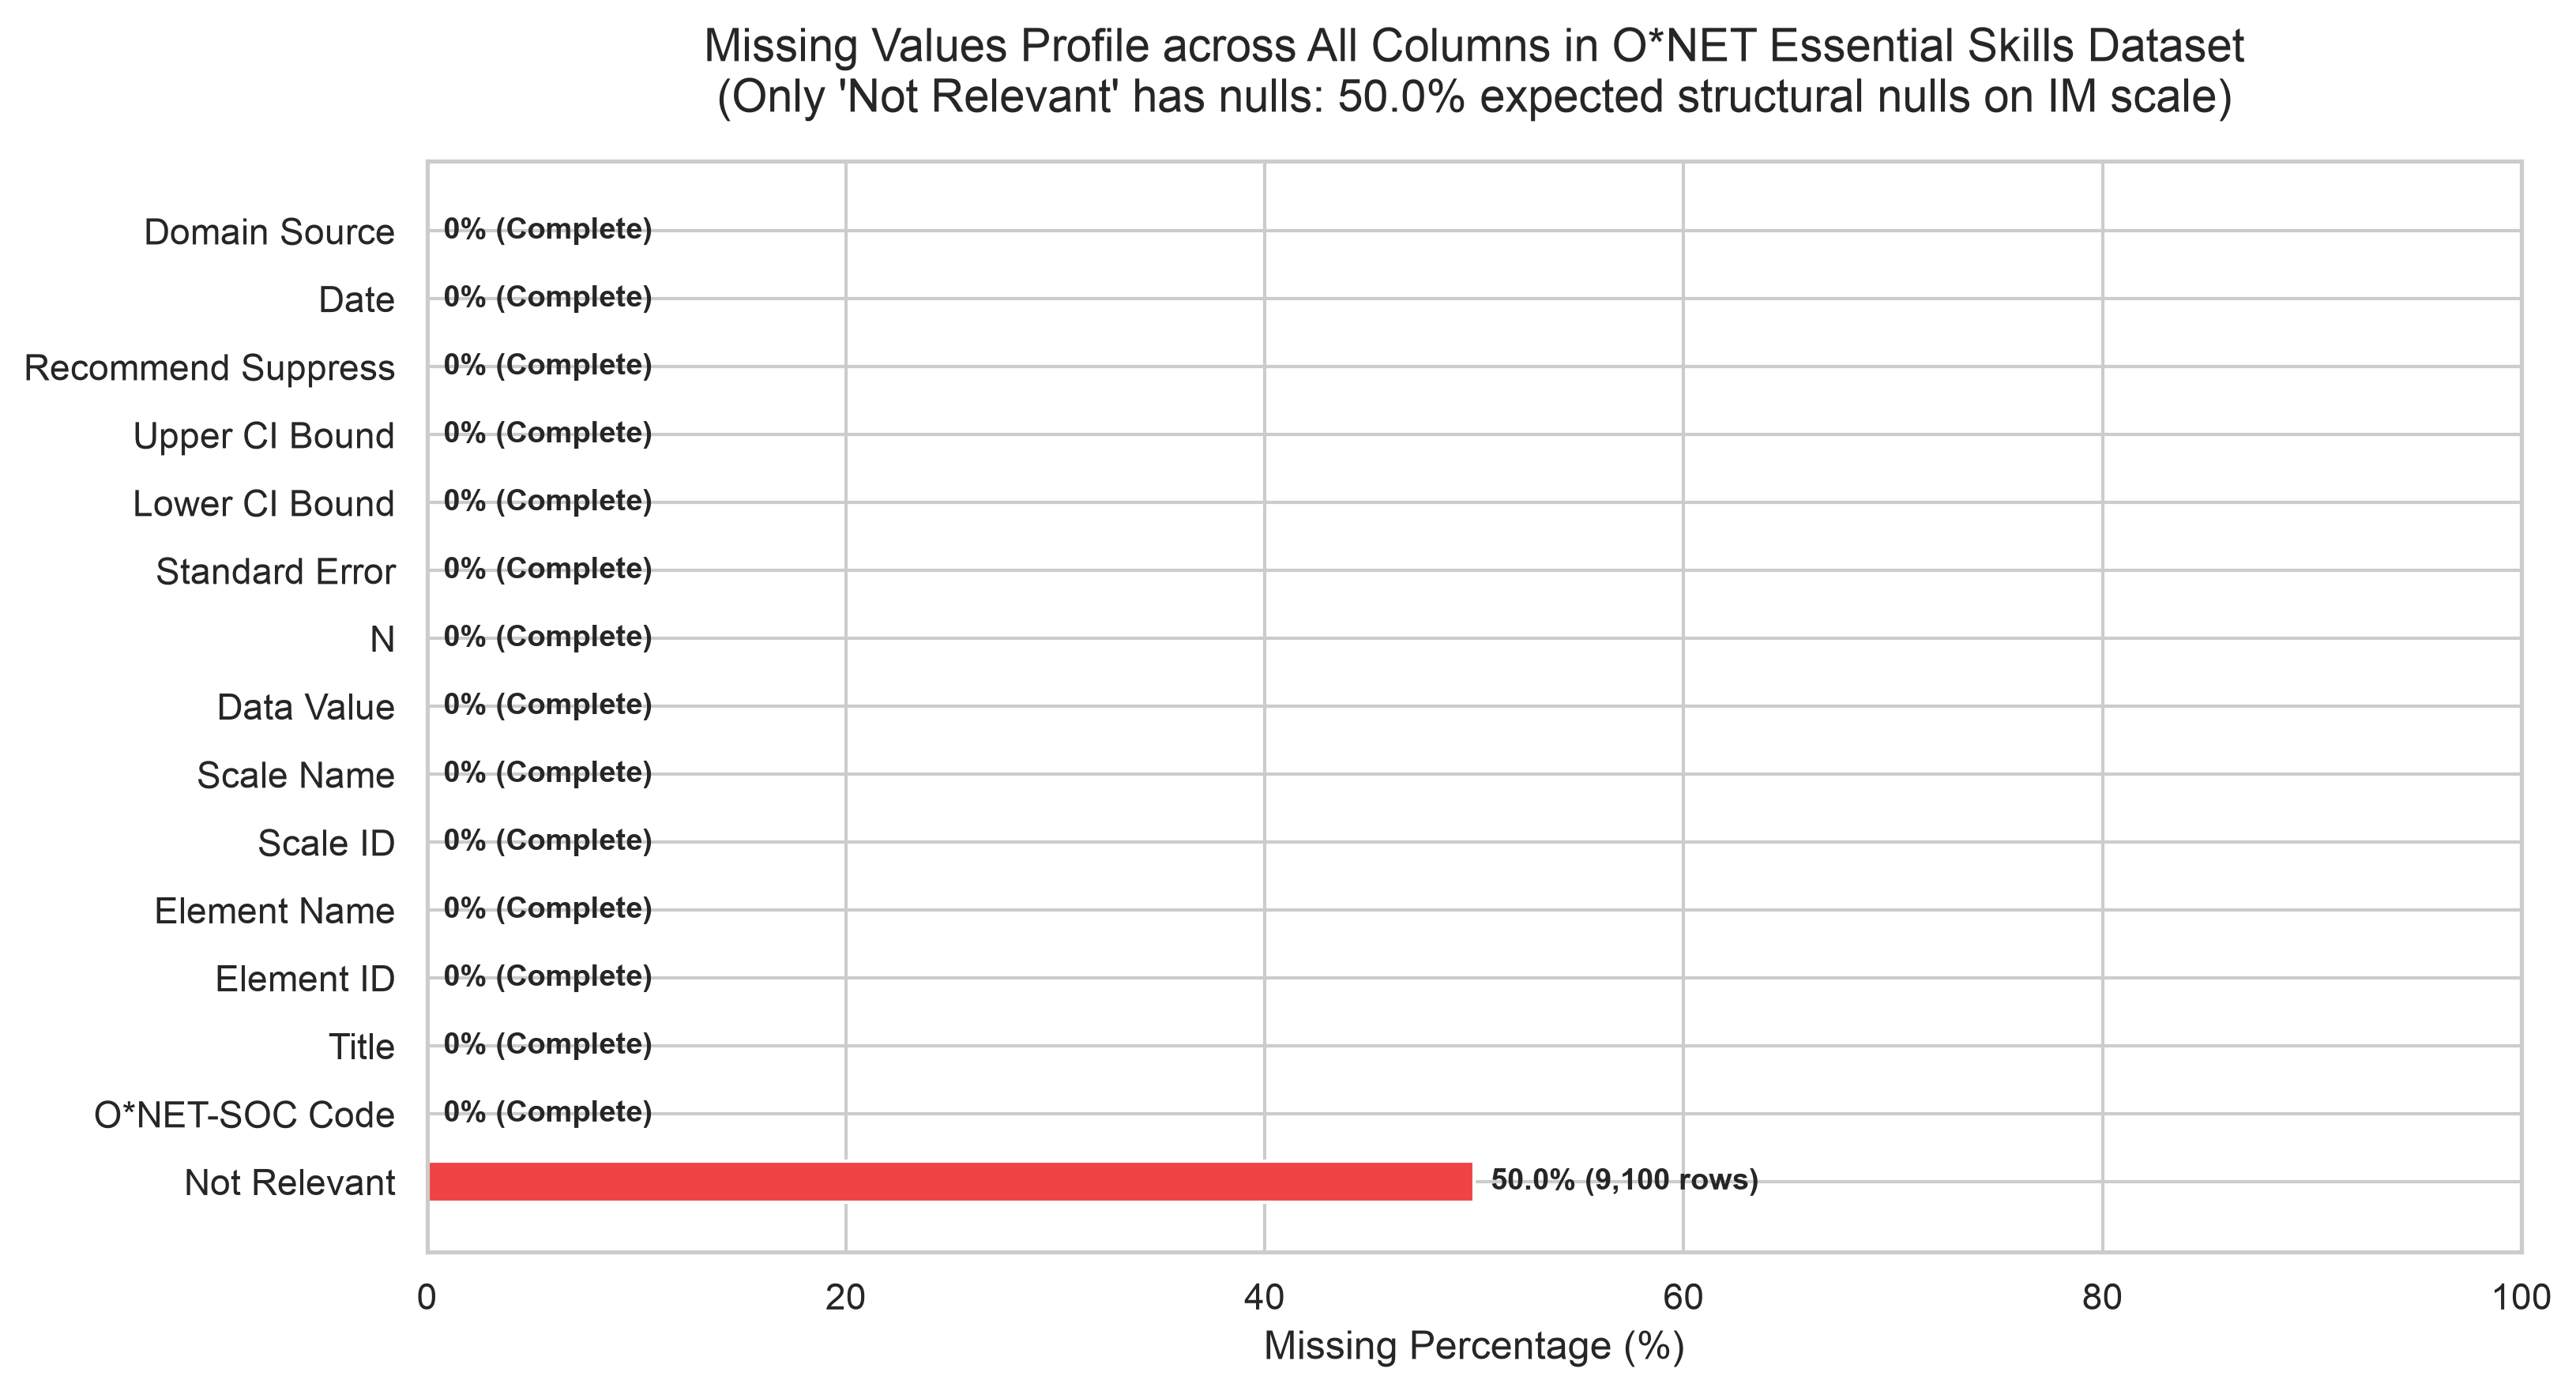 Missing Values Profile across All Columns in O*NET Essential Skills Dataset
(Only 'Not Relevant' has nulls: 50.0% expected structural nulls on IM scale)
Domain Source 0% (Complete)
Date 0% (Complete)
Recommend Suppress 0% (Complete)
Upper CI Bound 0% (Complete)
Lower CI Bound 0% (Complete)
Standard Error 0% (Complete)
N 0% (Complete)
Data Value 0% (Complete)
Scale Name 0% (Complete)
Scale ID 0% (Complete)
Element Name 0% (Complete)
Element ID 0% (Complete)
Title 0% (Complete)
O*NET-SOC Code 0% (Complete)
Not Relevant 50.0% (9,100 rows)
0 20 40 60 80 100
Missing Percentage (%)